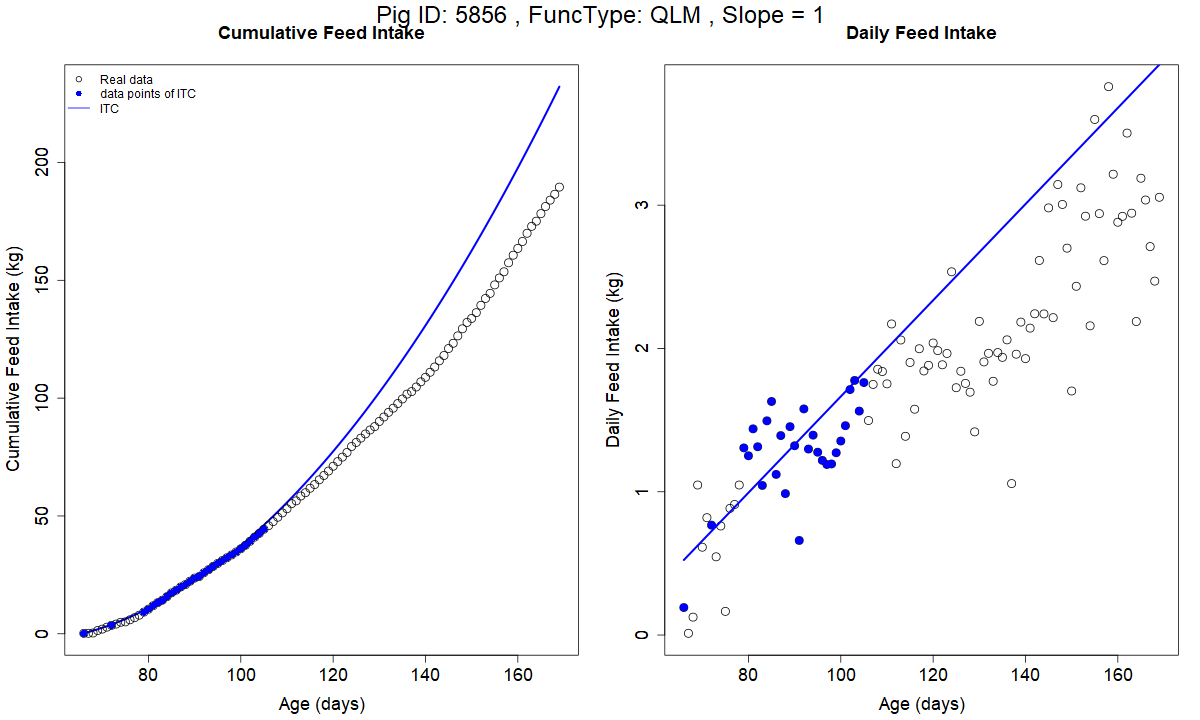 Pig ID: 5856 , FuncType: QLM , Slope = 1
Cumulative Feed Intake
Real data
data points of ITC
ITC
Cumulative Feed Intake (kg)
0
50
100
150
200
80
100
120
140
160
Age (days)
Daily Feed Intake
Daily Feed Intake (kg)
0
1
2
3
80
100
120
140
160
Age (days)